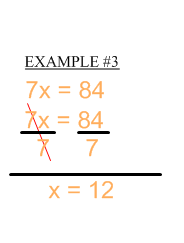 EXAMPLE #3
7x = 84
7x = 84
7 7
x = 12